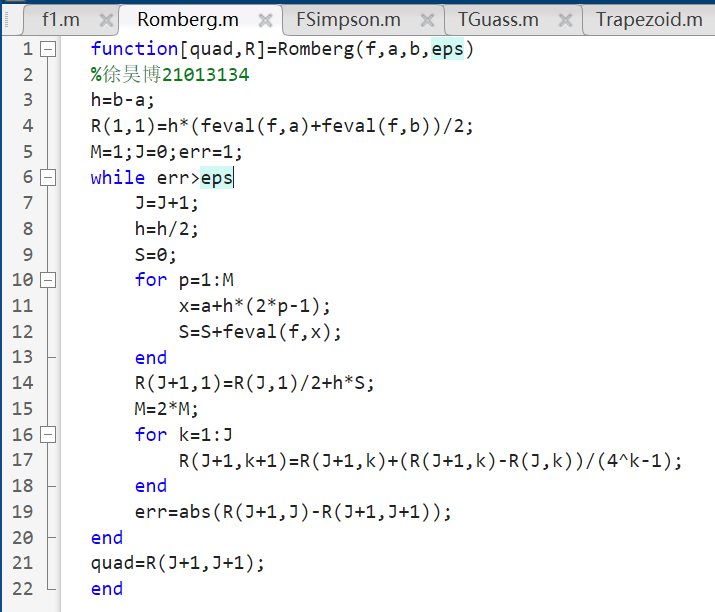 f1.m Romberg.m FSimpson.m TGuass.m Trapezoid.m
1 function[quad,R]=Romberg(f,a,b,eps)
2 %徐昊博21013134
3 h=b-a;
4 R(1,1)=h*(feval(f,a)+feval(f,b))/2;
5 M=1;J=0;err=1;
6 while err>eps
7 J=J+1;
8 h=h/2;
9 S=0;
10 for p=1:M
11 x=a+h*(2*p-1);
12 S=S+feval(f,x);
13 end
14 R(J+1,1)=R(J,1)/2+h*S;
15 M=2*M;
16 for k=1:J
17 R(J+1,k+1)=R(J+1,k)+(R(J+1,k)-R(J,k))/(4^k-1);
18 end
19 err=abs(R(J+1,J)-R(J+1,J+1));
20 end
21 quad=R(J+1,J+1);
22 end